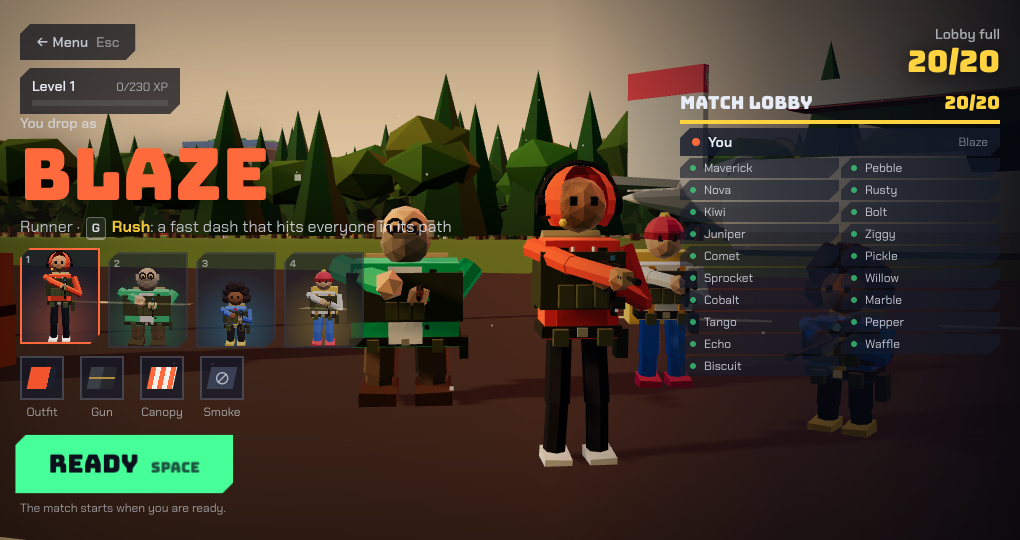 ← Menu Esc
Level 1 0/230 XP
You drop as
BLAZE
Runner · G Rush: a fast dash that hits everyone in its path
1
2
3
4
Outfit
Gun
Canopy
Smoke
READY SPACE
The match starts when you are ready.
Lobby full
20/20
MATCH LOBBY 20/20
You Blaze
Maverick Pebble
Nova Rusty
Kiwi Bolt
Juniper Ziggy
Comet Pickle
Sprocket Willow
Cobalt Marble
Tango Pepper
Echo Waffle
Biscuit